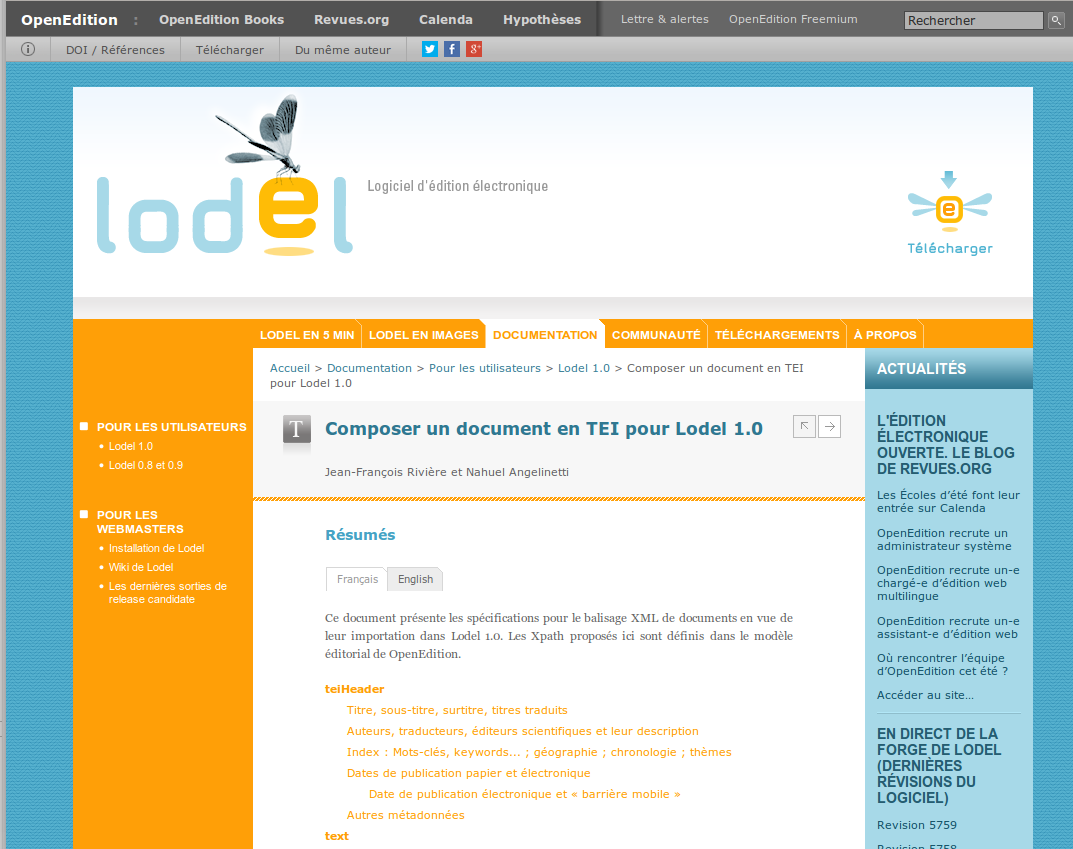 OpenEdition : OpenEdition Books Revues.org Calenda Hypothèses Lettre & alertes OpenEdition Freemium Rechercher
DOI / Références Télécharger Du même auteur
lodel
Logiciel d'édition électronique
e
Télécharger
LODEL EN 5 MIN LODEL EN IMAGES DOCUMENTATION COMMUNAUTÉ TÉLÉCHARGEMENTS À PROPOS
POUR LES UTILISATEURS
Lodel 1.0
Lodel 0.8 et 0.9
POUR LES
WEBMASTERS
Installation de Lodel
Wiki de Lodel
Les dernières sorties de
release candidate
Accueil > Documentation > Pour les utilisateurs > Lodel 1.0 > Composer un document en TEI
pour Lodel 1.0
T
Composer un document en TEI pour Lodel 1.0
Jean-François Rivière et Nahuel Angelinetti
Résumés
Français English
Ce document présente les spécifications pour le balisage XML de documents en vue de
leur importation dans Lodel 1.0. Les Xpath proposés ici sont définis dans le modèle
éditorial de OpenEdition.
teiHeader
Titre, sous-titre, surtitre, titres traduits
Auteurs, traducteurs, éditeurs scientifiques et leur description
Index : Mots-clés, keywords... ; géographie ; chronologie ; thèmes
Dates de publication papier et électronique
Date de publication électronique et « barrière mobile »
Autres métadonnées
text
ACTUALITÉS
L'ÉDITION
ÉLECTRONIQUE
OUVERTE. LE BLOG
DE REVUES.ORG
Les Écoles d’été font leur
entrée sur Calenda
OpenEdition recrute un
administrateur système
OpenEdition recrute un-e
chargé-e d’édition web
multilingue
OpenEdition recrute un-e
assistant-e d’édition web
Où rencontrer l’équipe
d’OpenEdition cet été ?
Accéder au site...
EN DIRECT DE LA
FORGE DE LODEL
(DERNIÈRES
RÉVISIONS DU
LOGICIEL)
Revision 5759
Revision 5758